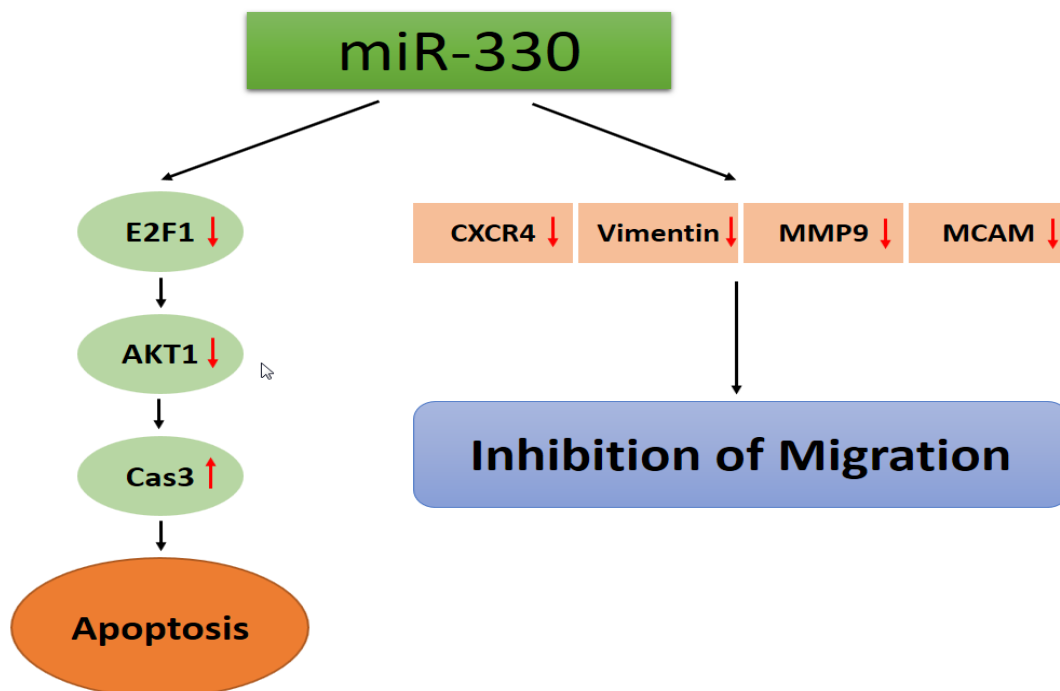 miR-330
E2F1
CXCR4 Vimentin MMP9 MCAM
AKT1
Cas3
Inhibition of Migration
Apoptosis